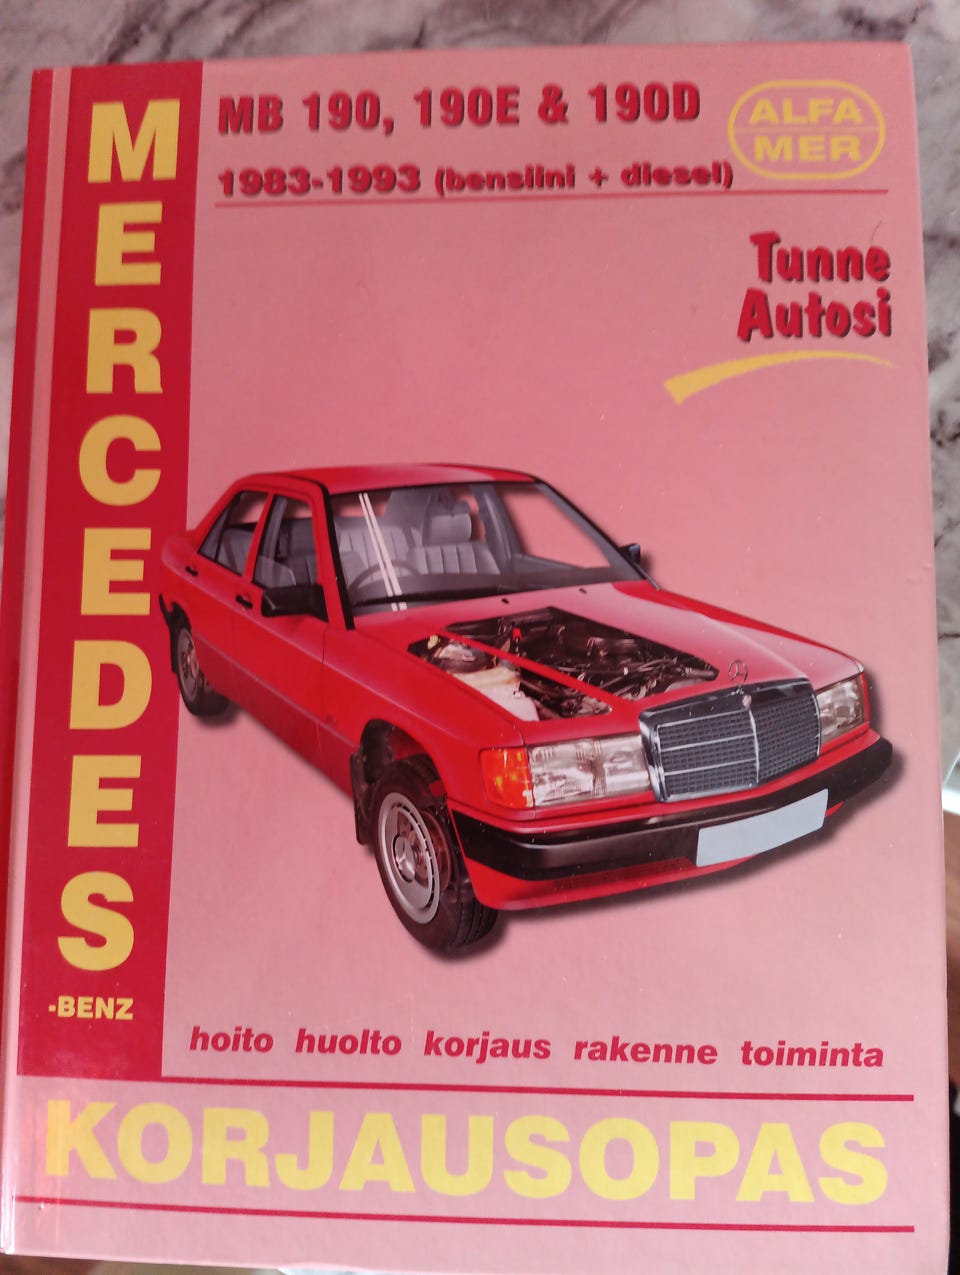 MERCEDES
-BENZ
MB 190, 190E & 190D
1983-1993 (bensiini + diesel)
ALFA
MER
Tunne
Autosi
hoito huolto korjaus rakenne toiminta
KORJAUSOPAS